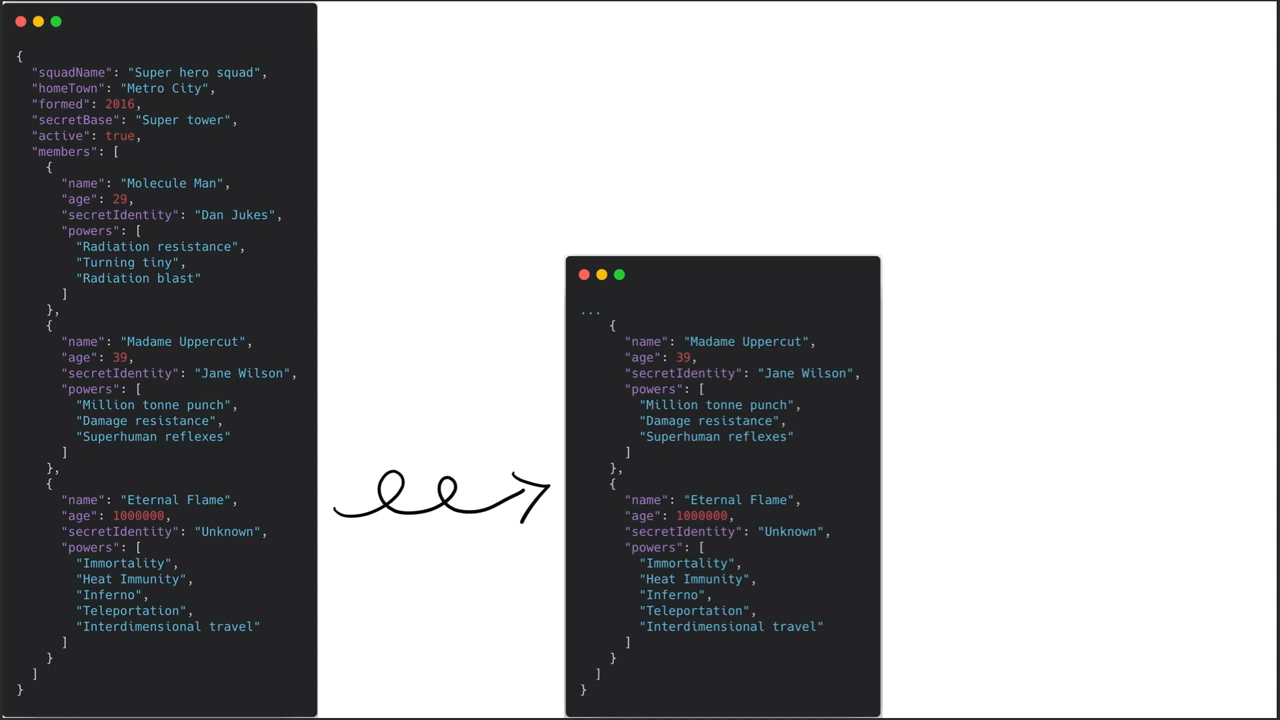 {
  "squadName": "Super hero squad",
  "homeTown": "Metro City",
  "formed": 2016,
  "secretBase": "Super tower",
  "active": true,
  "members": [
    {
      "name": "Molecule Man",
      "age": 29,
      "secretIdentity": "Dan Jukes",
      "powers": [
        "Radiation resistance",
        "Turning tiny",
        "Radiation blast"
      ]
    },
    {
      "name": "Madame Uppercut",
      "age": 39,
      "secretIdentity": "Jane Wilson",
      "powers": [
        "Million tonne punch",
        "Damage resistance",
        "Superhuman reflexes"
      ]
    },
    {
      "name": "Eternal Flame",
      "age": 1000000,
      "secretIdentity": "Unknown",
      "powers": [
        "Immortality",
        "Heat Immunity",
        "Inferno",
        "Teleportation",
        "Interdimensional travel"
      ]
    }
  ]
}
...
    {
      "name": "Madame Uppercut",
      "age": 39,
      "secretIdentity": "Jane Wilson",
      "powers": [
        "Million tonne punch",
        "Damage resistance",
        "Superhuman reflexes"
      ]
    },
    {
      "name": "Eternal Flame",
      "age": 1000000,
      "secretIdentity": "Unknown",
      "powers": [
        "Immortality",
        "Heat Immunity",
        "Inferno",
        "Teleportation",
        "Interdimensional travel"
      ]
    }
  ]
}